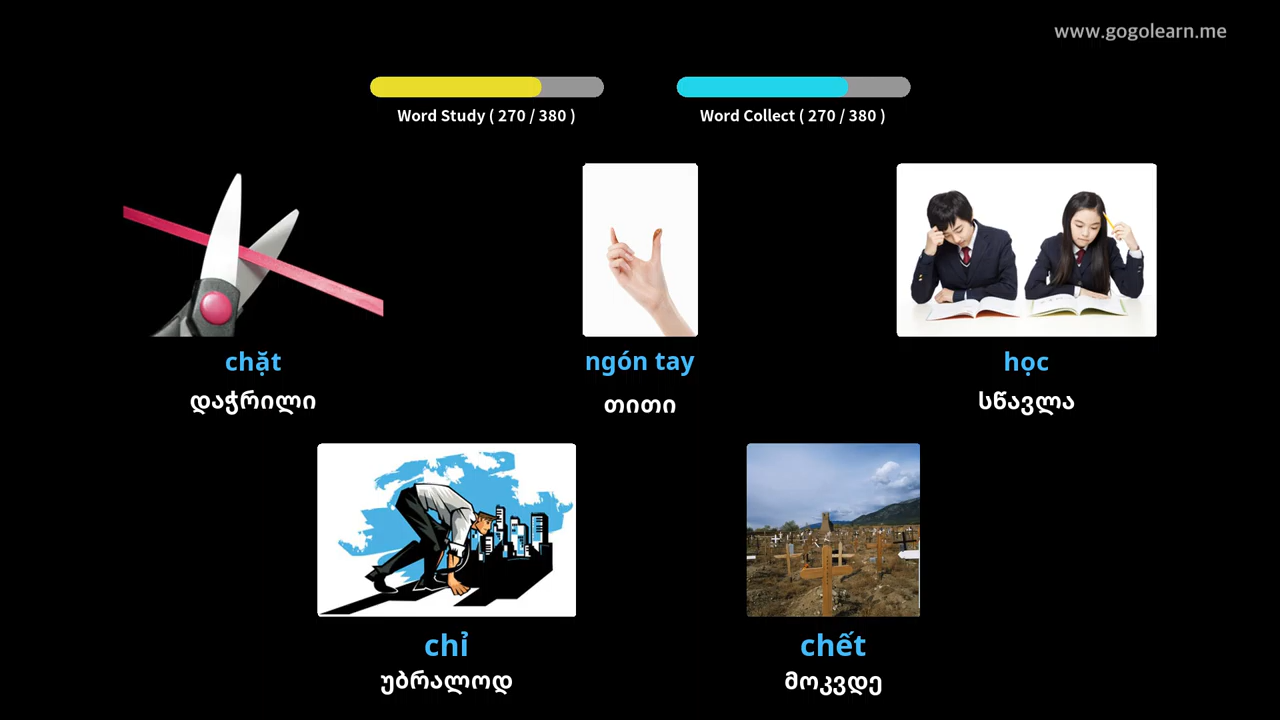 www.gogolearn.me
Word Study ( 270 / 380 )
Word Collect ( 270 / 380 )
chặt
ngón tay
học
დაჭრილი
თითი
სწავლა
chỉ
chết
უბრალოდ
მოკვდე